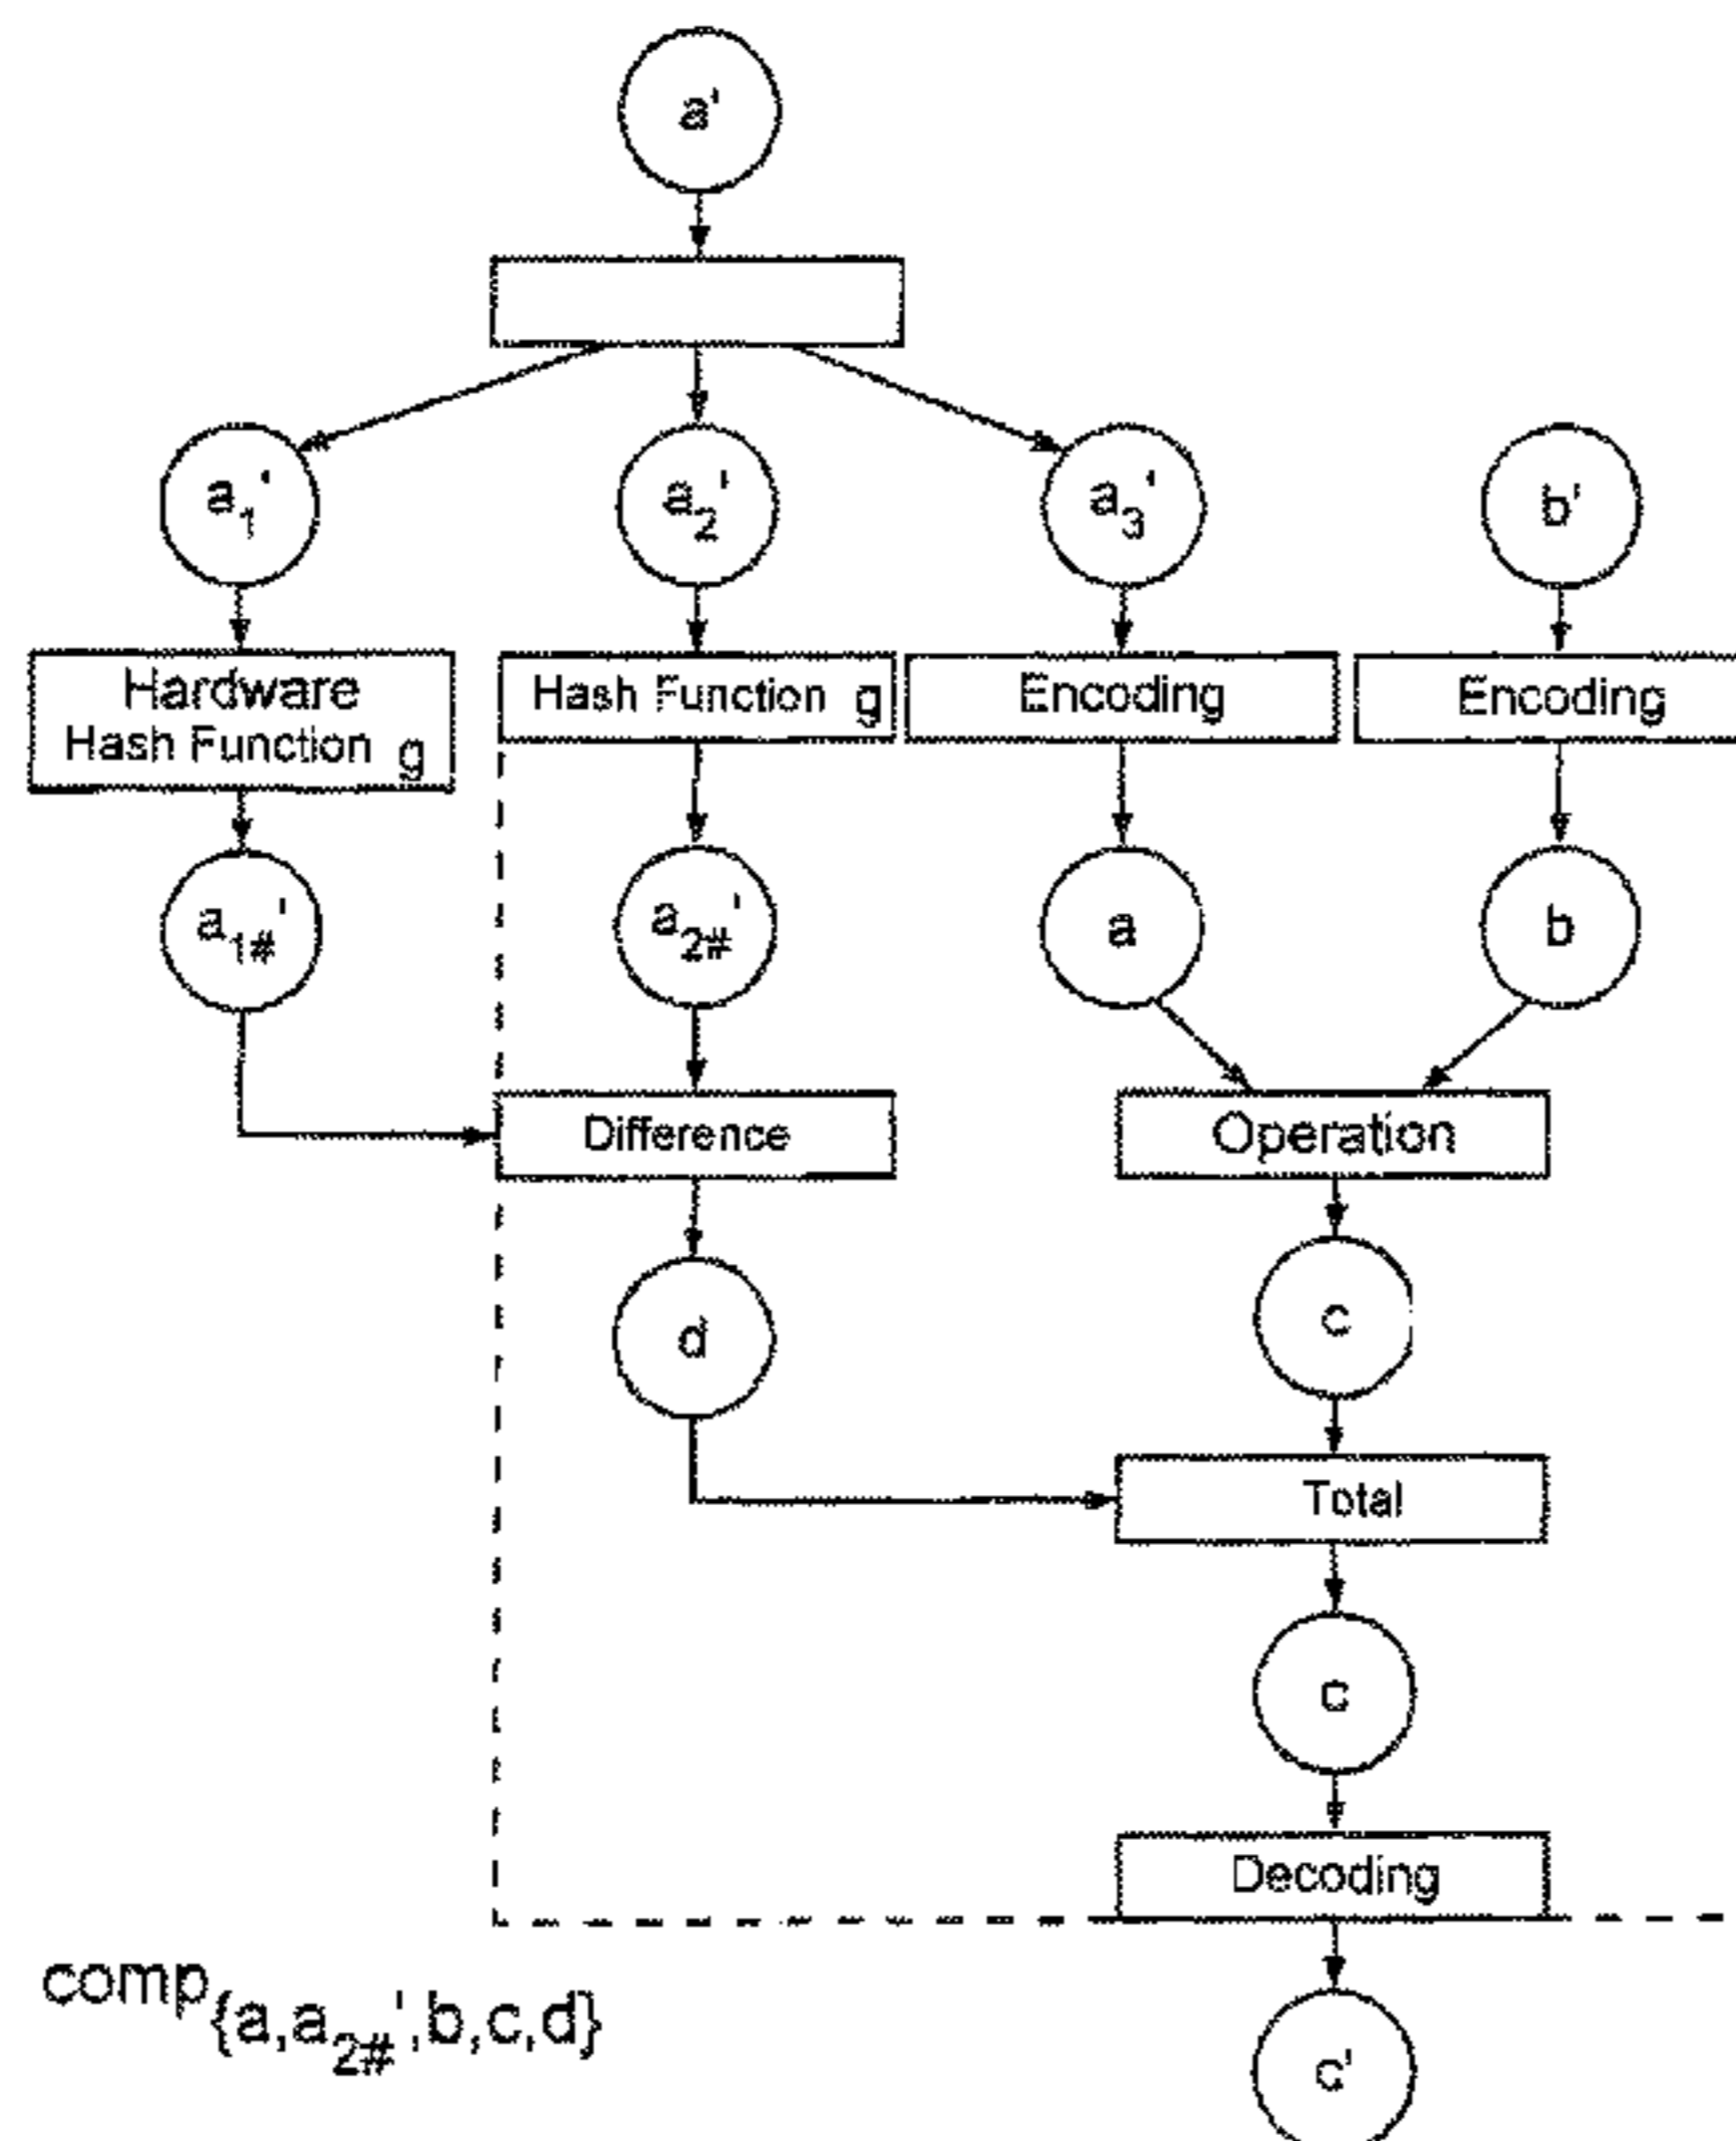 a'
a1' a2' a3' b'
Hardware
Hash Function g
Hash Function g
Encoding
Encoding
a1#' a2#' a b
Difference
Operation
d
c
Total
c
Decoding
comp{a,a2#',b,c,d}
c'